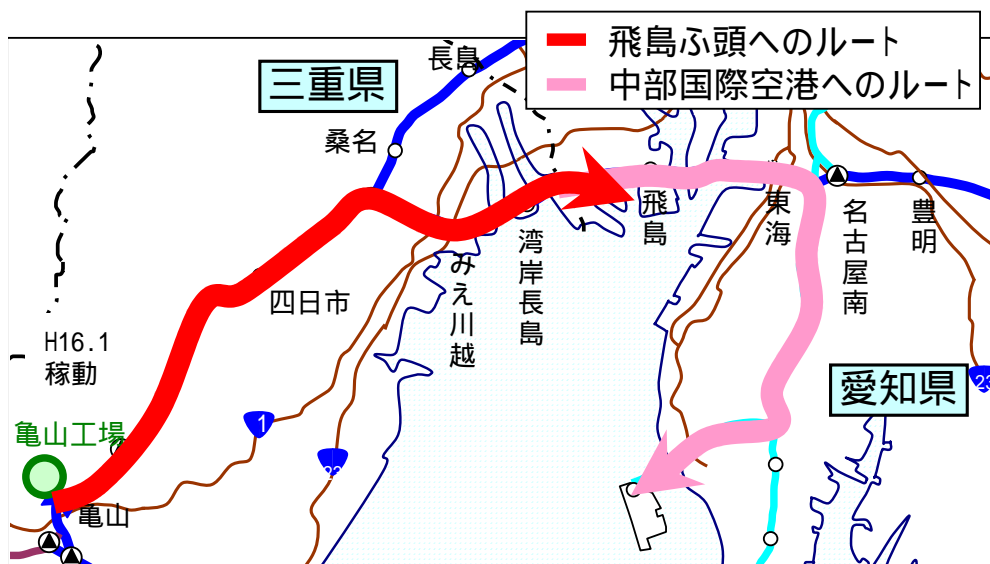 飛島ふ頭へのルート
中部国際空港へのルート
長島
三重県
桑名
飛島
東海
名古屋南
豊明
湾岸長島
みえ川越
四日市
H16.1
稼動
愛知県
23
亀山工場
1
23
亀山